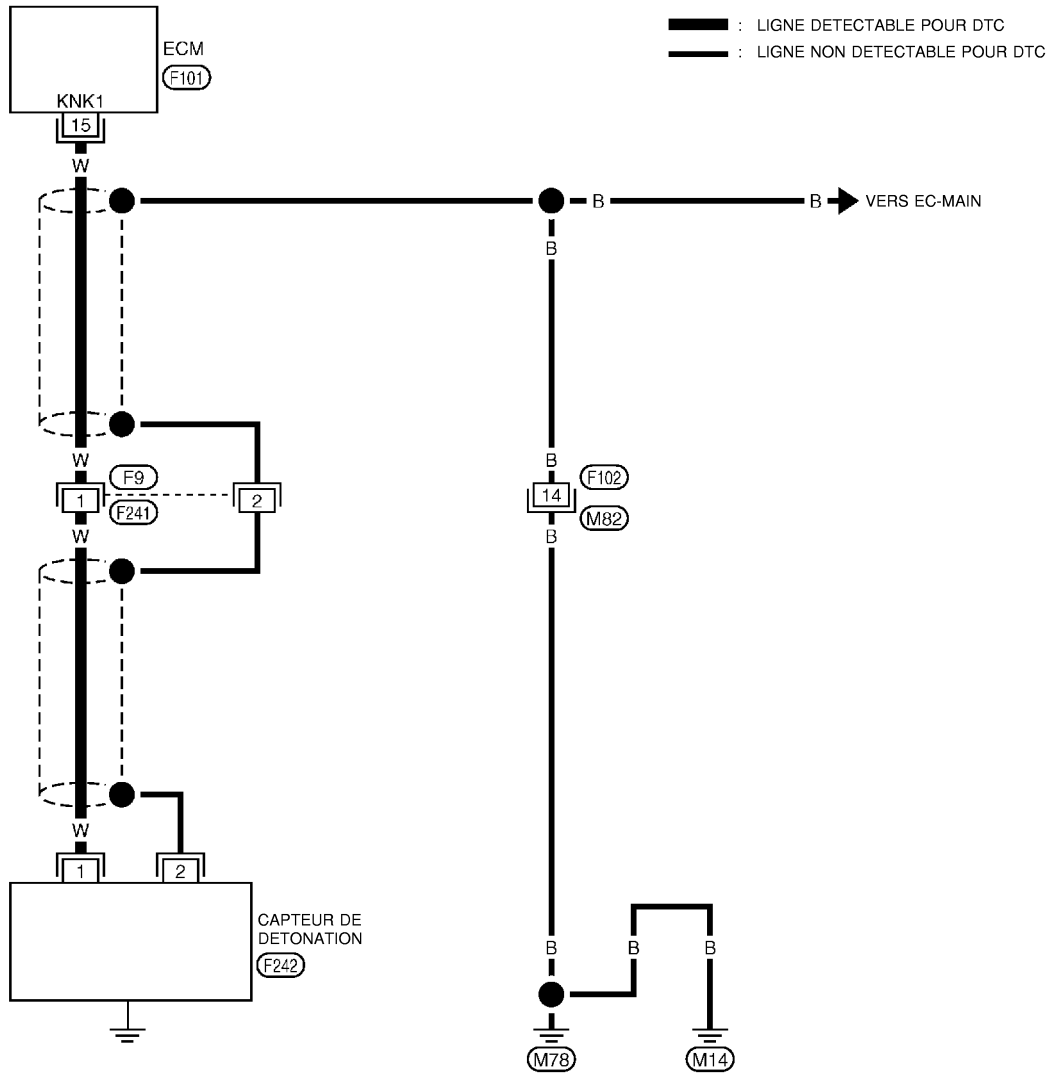 : LIGNE DETECTABLE POUR DTC
: LIGNE NON DETECTABLE POUR DTC
ECM
F101
KNK1
15
W
B
B
VERS EC-MAIN
B
W
B
F9
F102
1
2
14
F241
M82
W
B
W
1
2
CAPTEUR DE
DETONATION
F242
B
B
B
M78
M14